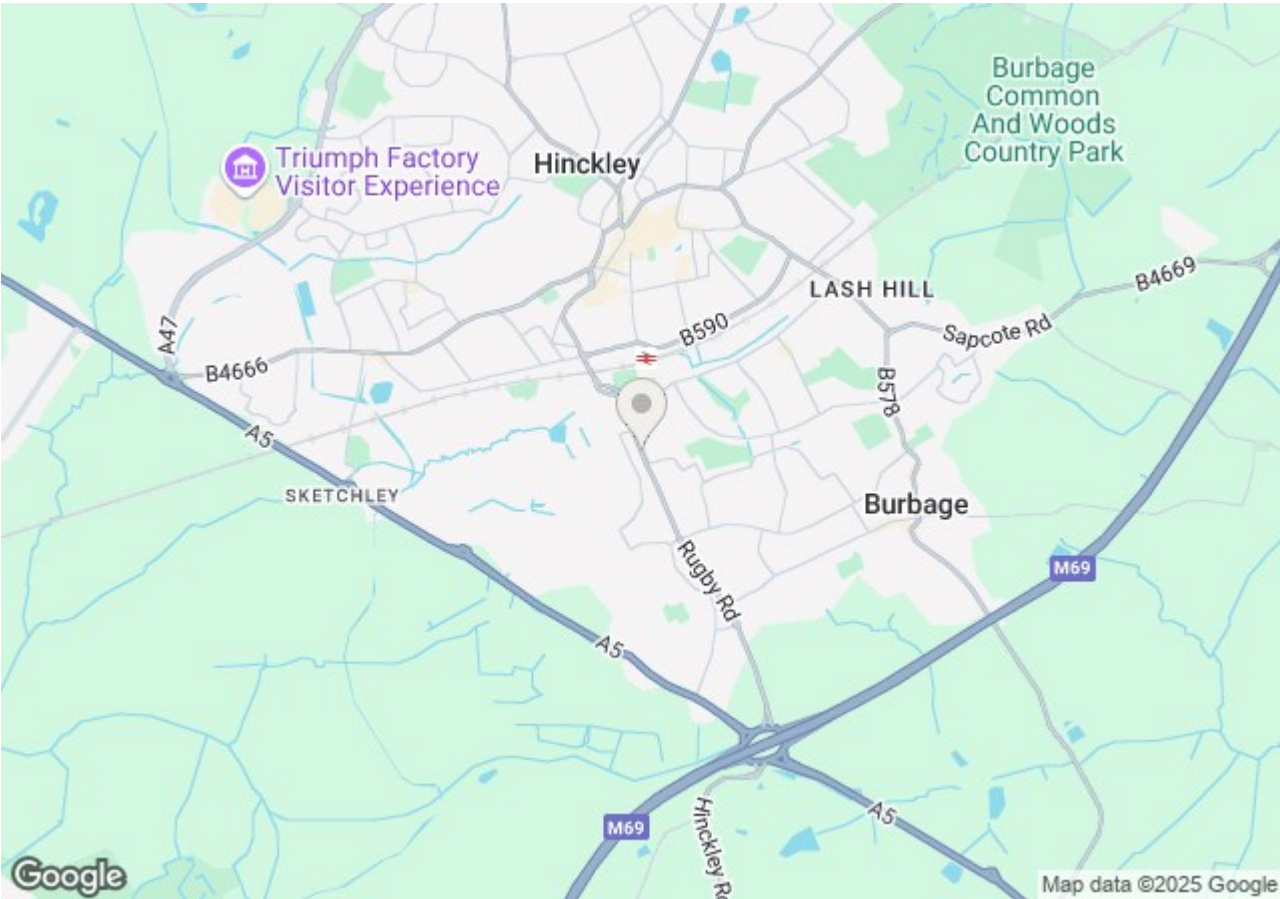 Burbage
Common
And Woods
Country Park
Hinckley
Triumph Factory
Visitor Experience
B4669
LASH HILL
Sapcote Rd
B590
A47
B4666
B578
A5
SKETCHLEY
Burbage
Rugby Rd
M69
A5
M69
A5
Hinckley Rd
Google
Map data ©2025 Google